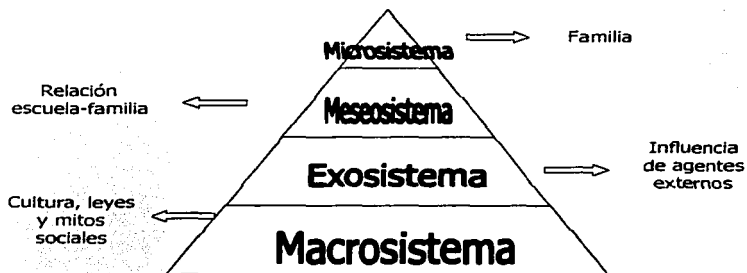 Microsistema
Familia
Relación
escuela-familia
Meseosistema
Exosistema
Influencia
de agentes
externos
Cultura, leyes
y mitos
sociales
Macrosistema